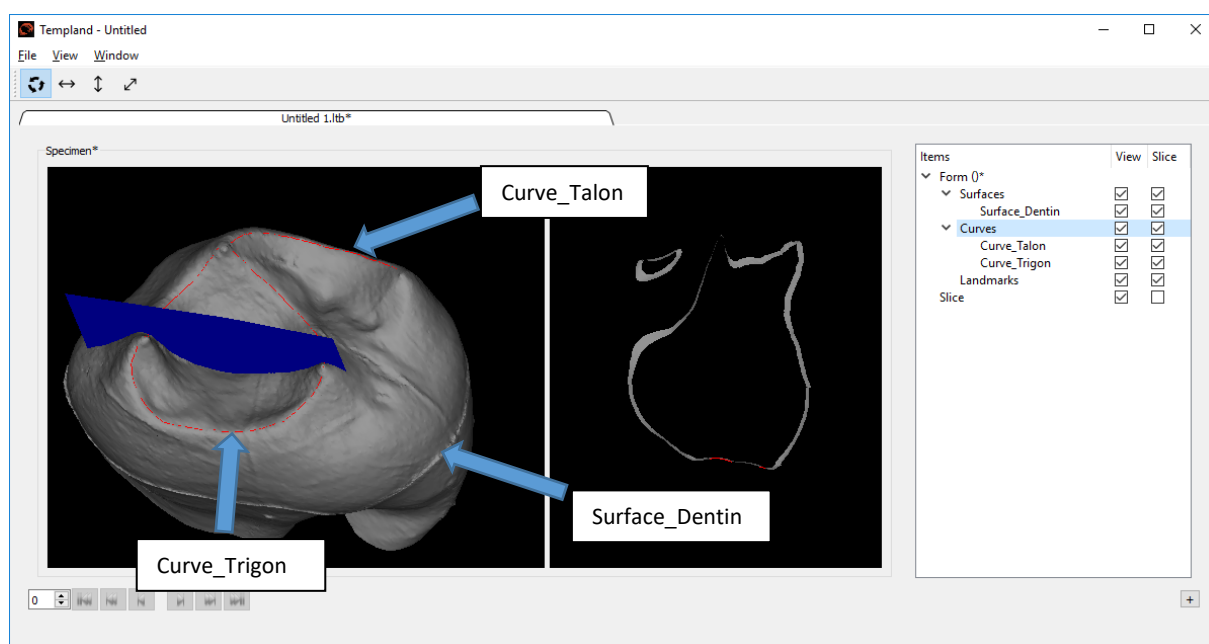 Templand - Untitled
File View Window
Untitled 1.ltb*
Specimen*
Curve_Talon
Surface_Dentin
Curve_Trigon
Items View Slice
Form ()*
Surfaces
Surface_Dentin
Curves
Curve_Talon
Curve_Trigon
Landmarks
Slice
0
+